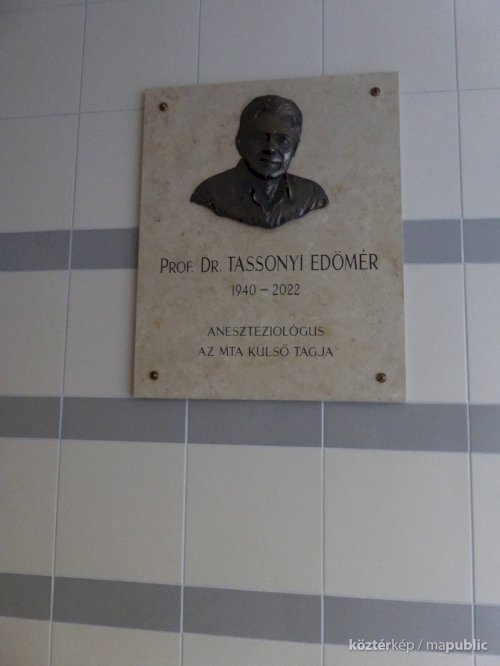 PROF. DR. TASSONYI EDÖMÉR
1940 – 2022
ANESZTEZIOLÓGUS
AZ MTA KÜLSŐ TAGJA
köztérkép / mapublic